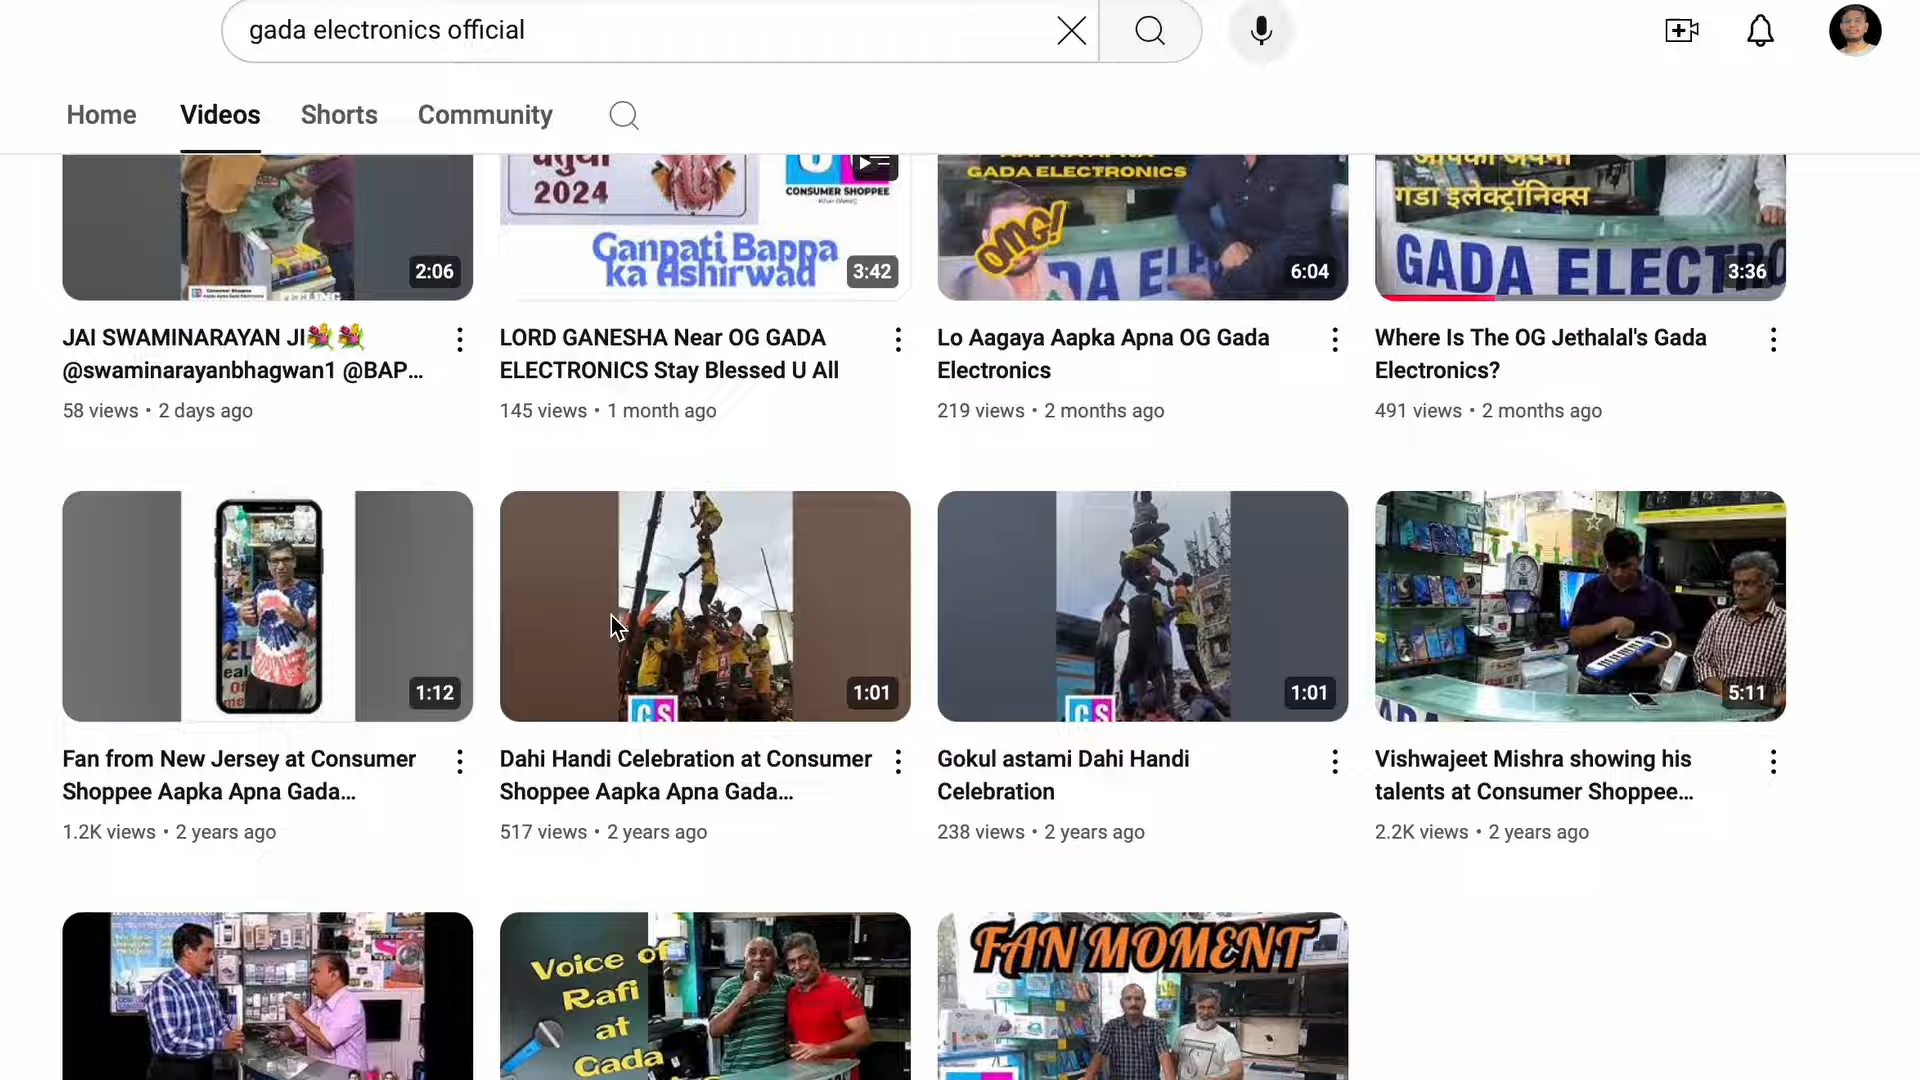 gada electronics official
Home Videos Shorts Community
2024
CONSUMER SHOPPEE
Ganpati Bappa
ka Ashirwad
GADA ELECTRONICS
OMG!
गडा इलेक्ट्रॉनिक्स
GADA ELECTRO
2:06
3:42
6:04
3:36
JAI SWAMINARAYAN JI💐💐
@swaminarayanbhagwan1 @BAP...
58 views • 2 days ago
LORD GANESHA Near OG GADA
ELECTRONICS Stay Blessed U All
145 views • 1 month ago
Lo Aagaya Aapka Apna OG Gada
Electronics
219 views • 2 months ago
Where Is The OG Jethalal's Gada
Electronics?
491 views • 2 months ago
1:12
CS
1:01
CS
1:01
5:11
Fan from New Jersey at Consumer
Shoppee Aapka Apna Gada...
1.2K views • 2 years ago
Dahi Handi Celebration at Consumer
Shoppee Aapka Apna Gada...
517 views • 2 years ago
Gokul astami Dahi Handi
Celebration
238 views • 2 years ago
Vishwajeet Mishra showing his
talents at Consumer Shoppee...
2.2K views • 2 years ago
Voice of
Rafi
at
Gada
FAN MOMENT